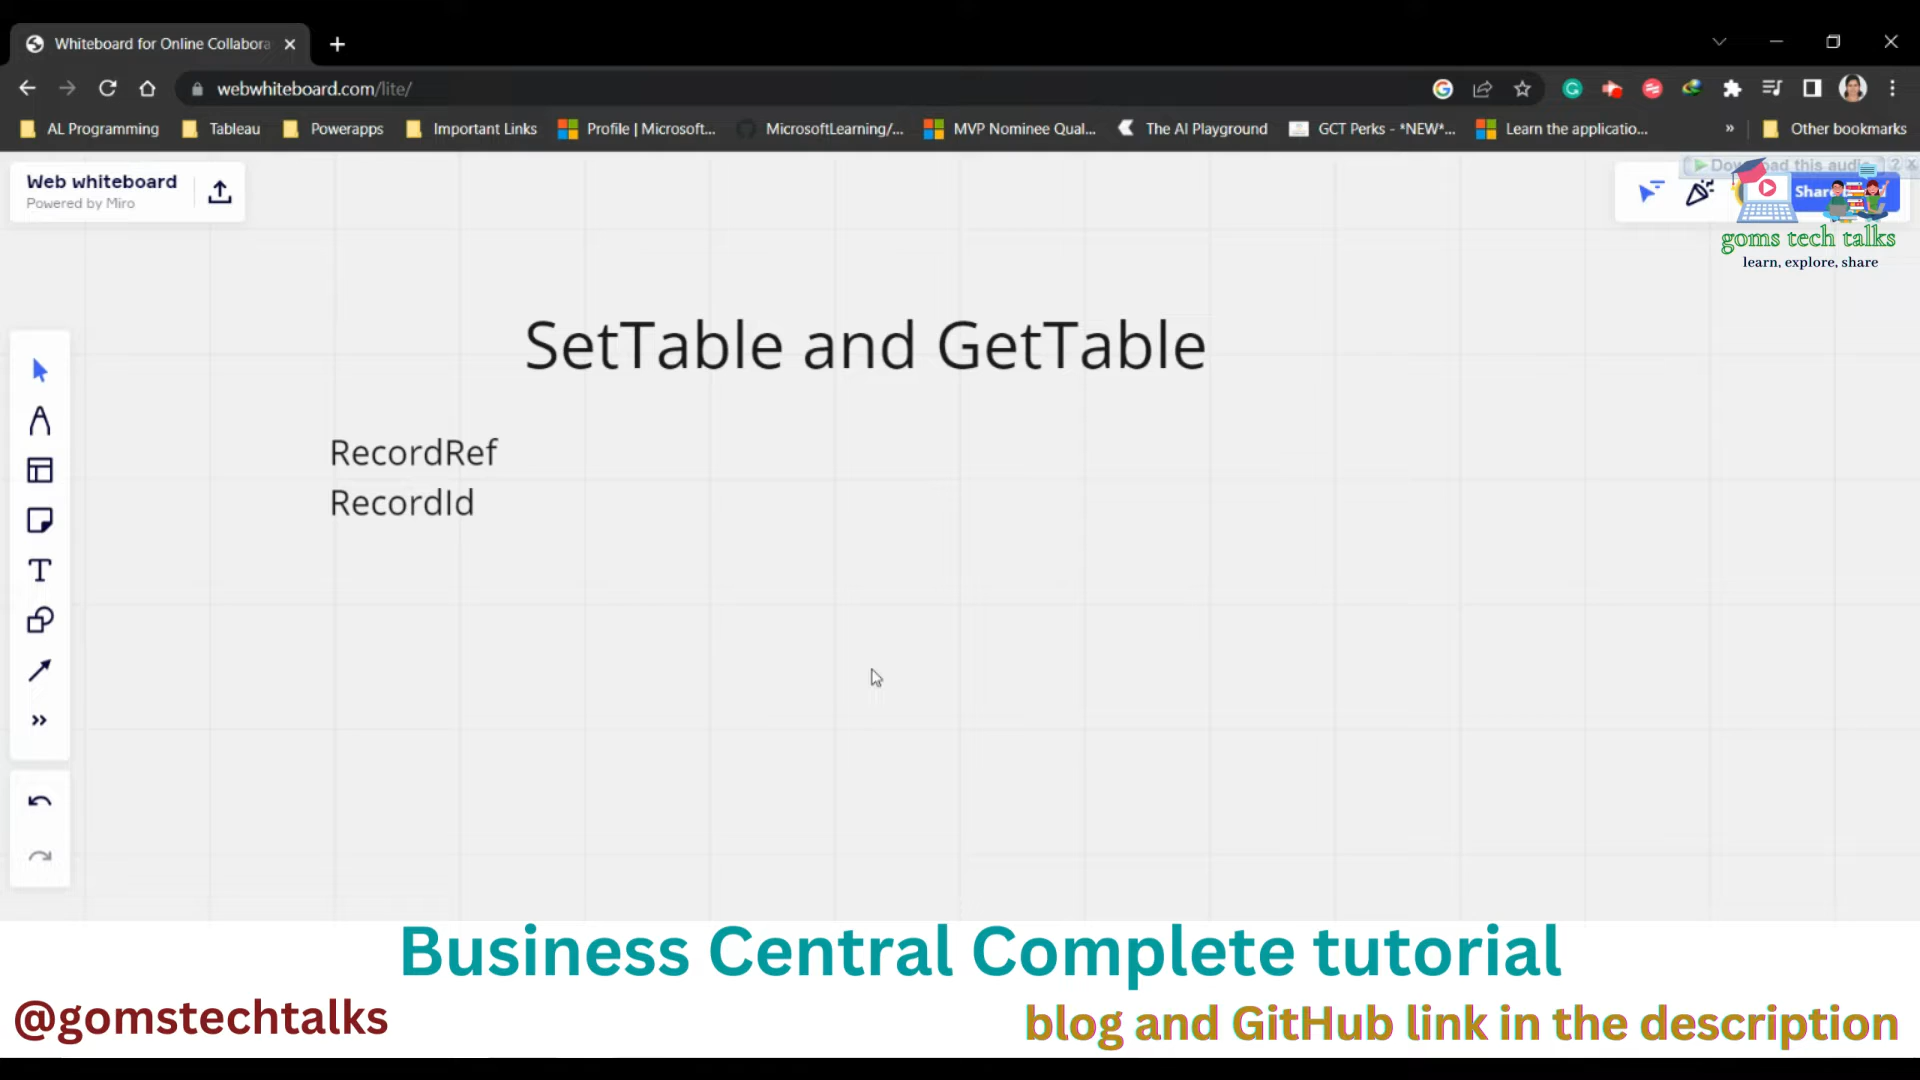 Whiteboard for Online Collabora
webwhiteboard.com/lite/
AL Programming
Tableau
Powerapps
Important Links
Profile | Microsoft...
MicrosoftLearning/...
MVP Nominee Qual...
The AI Playground
GCT Perks - *NEW*...
Learn the applicatio...
»
Other bookmarks
Web whiteboard
Powered by Miro
Share
goms tech talks
learn, explore, share
SetTable and GetTable
RecordRef
RecordId
Business Central Complete tutorial
@gomstechtalks
blog and GitHub link in the description